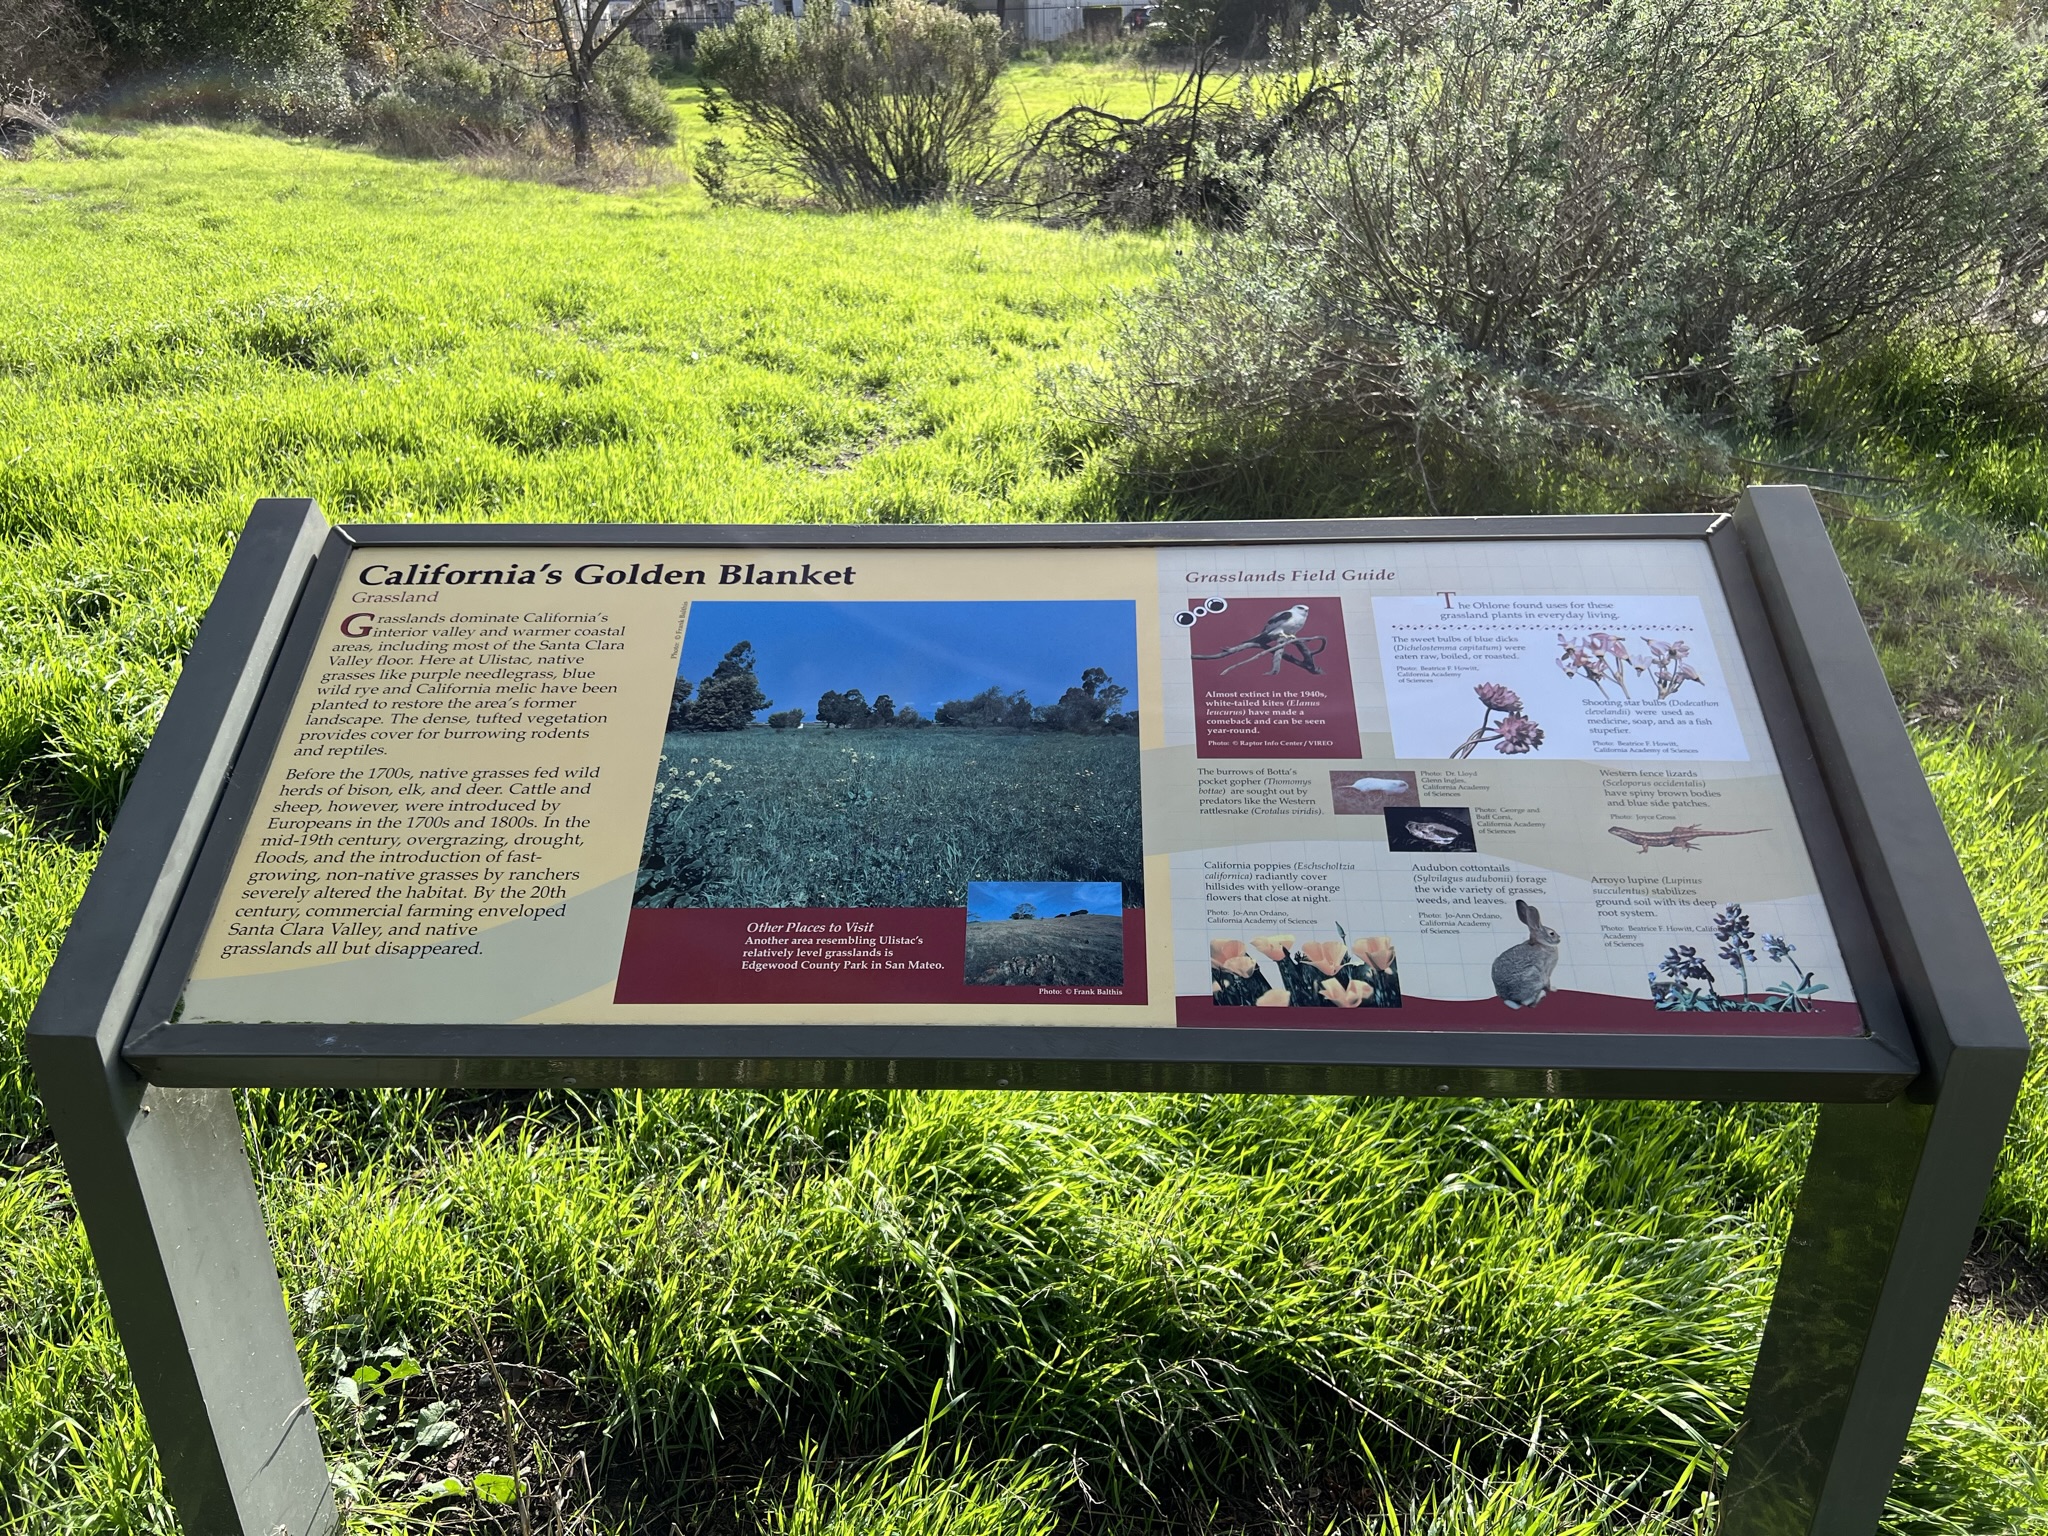 California's Golden Blanket
Grassland
Grasslands dominate California's
interior valley and warmer coastal
areas, including most of the Santa Clara
Valley floor. Here at Ulistac, native
grasses like purple needlegrass, blue
wild rye and California melic have been
planted to restore the area's former
landscape. The dense, tufted vegetation
provides cover for burrowing rodents
and reptiles.
Before the 1700s, native grasses fed wild
herds of bison, elk, and deer. Cattle and
sheep, however, were introduced by
Europeans in the 1700s and 1800s. In the
mid-19th century, overgrazing, drought,
floods, and the introduction of fast-
growing, non-native grasses by ranchers
severely altered the habitat. By the 20th
century, commercial farming enveloped
Santa Clara Valley, and native
grasslands all but disappeared.
Photo: © Frank Balthis
Other Places to Visit
Another area resembling Ulistac's
relatively level grasslands is
Edgewood County Park in San Mateo.
Photo: © Frank Balthis
Grasslands Field Guide
Almost extinct in the 1940s,
white-tailed kites (Elanus
leucurus) have made a
comeback and can be seen
year-round.
Photo: © Raptor Info Center / VIREO
The Ohlone found uses for these
grassland plants in everyday living.
The sweet bulbs of blue dicks
(Dichelostemma capitatum) were
eaten raw, boiled, or roasted.
Photo: Beatrice F. Howitt,
California Academy
of Sciences
Shooting star bulbs (Dodecathon
clevelandii) were used as
medicine, soap, and as a fish
stupefier.
Photo: Beatrice F. Howitt,
California Academy of Sciences
The burrows of Botta's
pocket gopher (Thomomys
bottae) are sought out by
predators like the Western
rattlesnake (Crotalus viridis).
Photo: Dr. Lloyd
Glenn Ingles,
California Academy
of Sciences
Photo: George and
Buff Corsi,
California Academy
of Sciences
Western fence lizards
(Sceloporus occidentalis)
have spiny brown bodies
and blue side patches.
Photo: Joyce Gross
California poppies (Eschscholtzia
californica) radiantly cover
hillsides with yellow-orange
flowers that close at night.
Photo: Jo-Ann Ordano,
California Academy of Sciences
Audubon cottontails
(Sylvilagus audubonii) forage
the wide variety of grasses,
weeds, and leaves.
Photo: Jo-Ann Ordano,
California Academy
of Sciences
Arroyo lupine (Lupinus
succulentus) stabilizes
ground soil with its deep
root system.
Photo: Beatrice F. Howitt, California
Academy
of Sciences